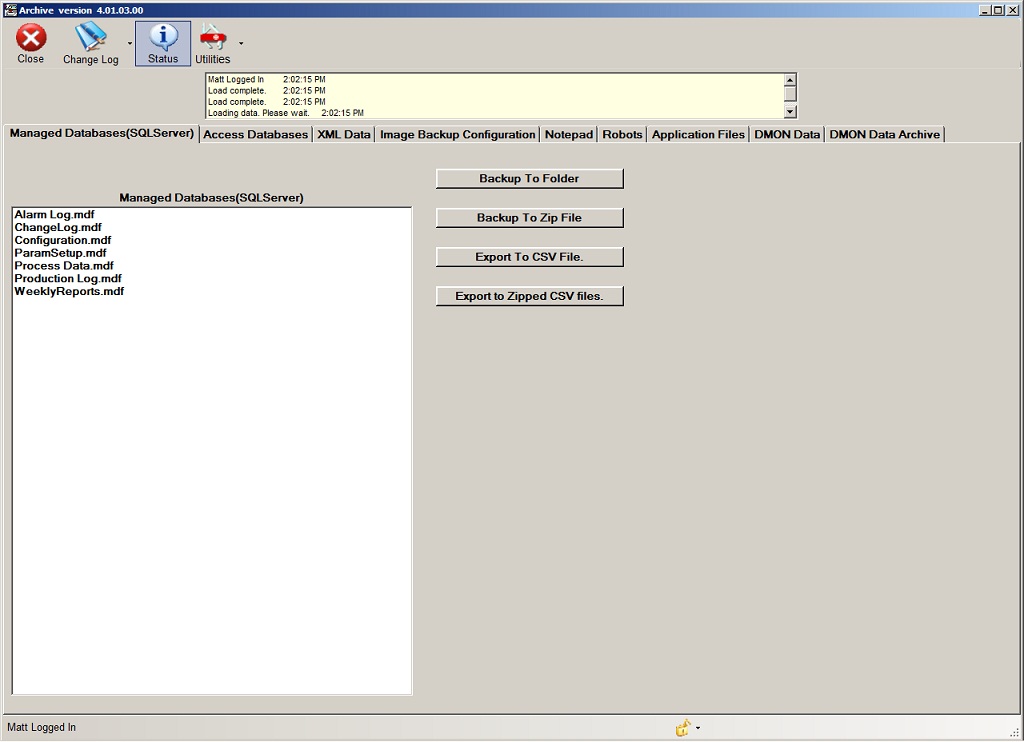 Archive version 4.01.03.00
Close
Change Log
Status
Utilities
Matt Logged In 2:02:15 PM
Load complete. 2:02:15 PM
Load complete. 2:02:15 PM
Loading data. Please wait. 2:02:15 PM
Managed Databases(SQLServer) Access Databases XML Data Image Backup Configuration Notepad Robots Application Files DMON Data DMON Data Archive
Managed Databases(SQLServer)
Alarm Log.mdf
ChangeLog.mdf
Configuration.mdf
ParamSetup.mdf
Process Data.mdf
Production Log.mdf
WeeklyReports.mdf
Backup To Folder
Backup To Zip File
Export To CSV File.
Export to Zipped CSV files.
Matt Logged In